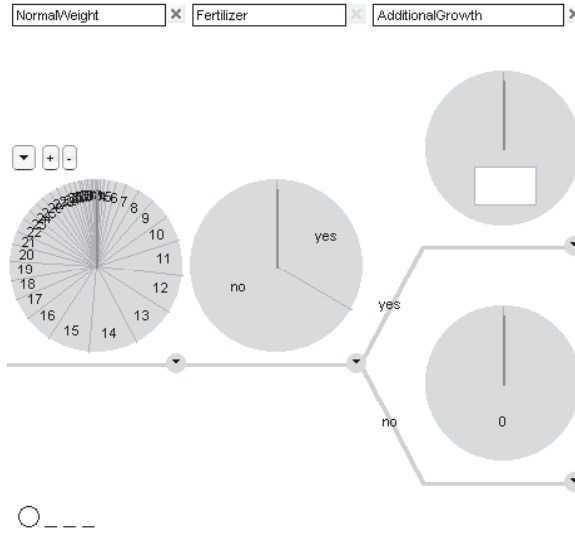 NormalWeight × Fertilizer × AdditionalGrowth ×
+ -
5 6 7 8 9 10 11 12 13 14 15 16 17 18 19 20 21 22
yes
no
yes
no
0